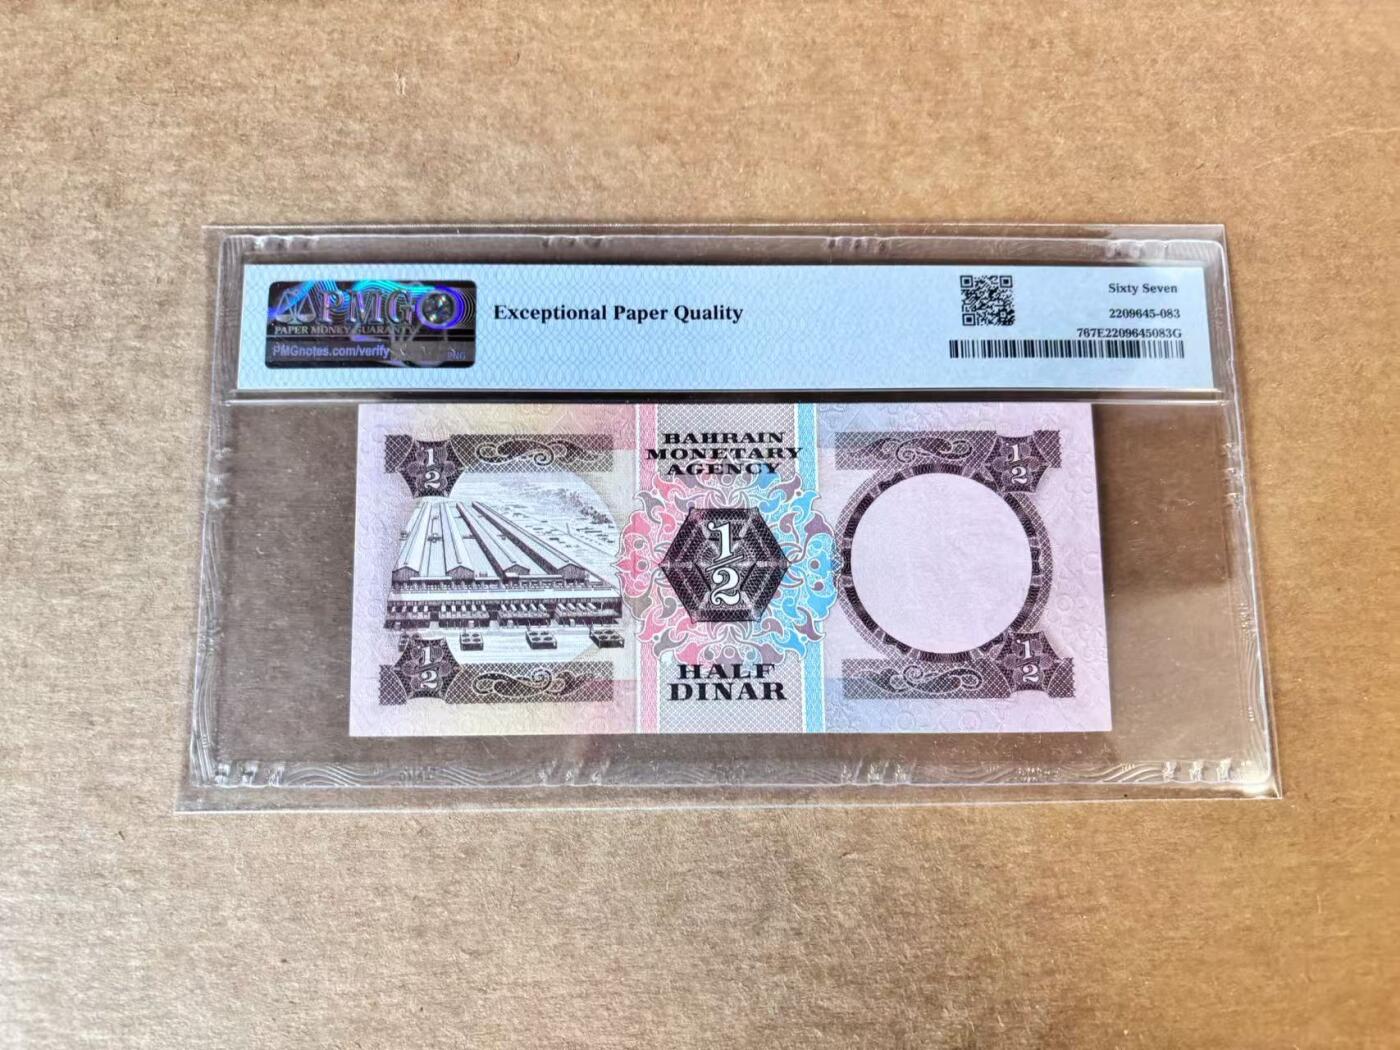 PMG
PAPER MONEY GUARANTY
PMGnotes.com/verify
PNG
Exceptional Paper Quality
Sixty Seven
2209645-083
767E2209645083G
BAHRAIN
MONETARY
AGENCY
1/2
1/2
1/2
1/2
1/2
HALF
DINAR